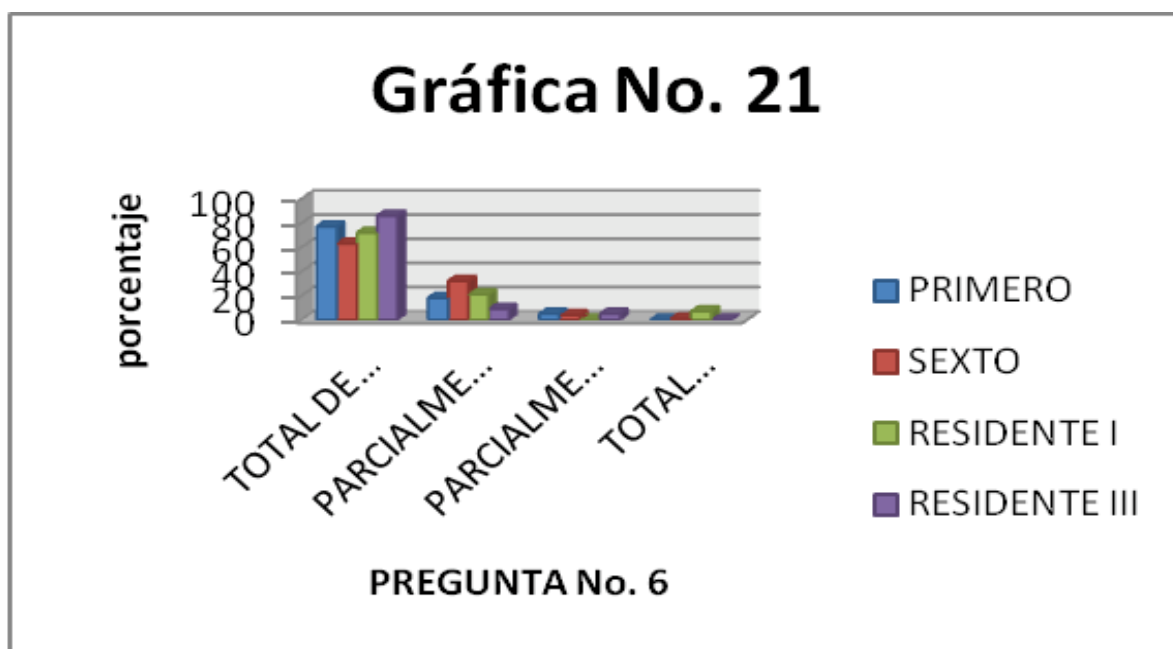 Gráfica No. 21
porcentaje
100
80
60
40
20
0
TOTAL DE...
PARCIALME...
PARCIALME...
TOTAL...
PREGUNTA No. 6
PRIMERO
SEXTO
RESIDENTE I
RESIDENTE III